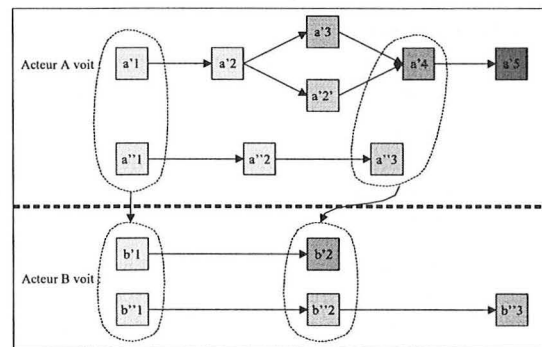 a'3
Acteur A voit :
a'1
a'2
a'4
a'5
a'2'
a''1
a''2
a''3
b'1
b'2
Acteur B voit :
b''1
b''2
b''3